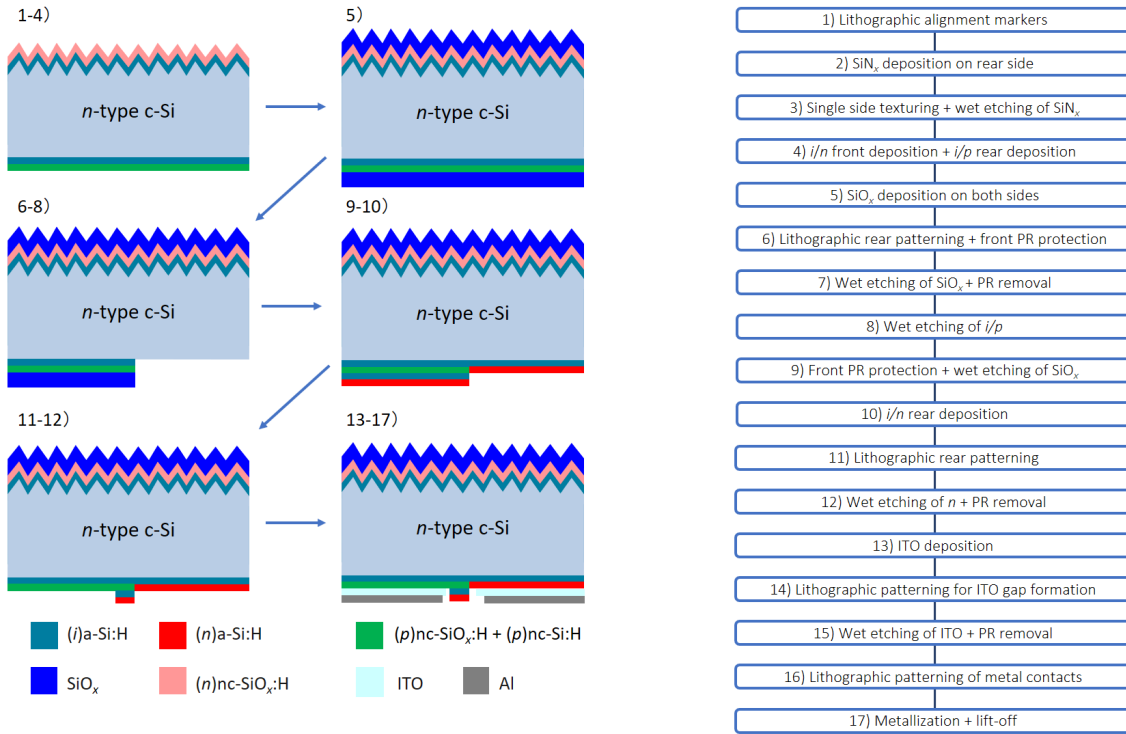 1-4）
5）
n-type c-Si
n-type c-Si
6-8）
9-10）
n-type c-Si
n-type c-Si
11-12）
13-17）
n-type c-Si
n-type c-Si
(i)a-Si:H
(n)a-Si:H
(p)nc-SiOx:H + (p)nc-Si:H
SiOx
(n)nc-SiOx:H
ITO
Al
1) Lithographic alignment markers
2) SiNx deposition on rear side
3) Single side texturing + wet etching of SiNx
4) i/n front deposition + i/p rear deposition
5) SiOx deposition on both sides
6) Lithographic rear patterning + front PR protection
7) Wet etching of SiOx + PR removal
8) Wet etching of i/p
9) Front PR protection + wet etching of SiOx
10) i/n rear deposition
11) Lithographic rear patterning
12) Wet etching of n + PR removal
13) ITO deposition
14) Lithographic patterning for ITO gap formation
15) Wet etching of ITO + PR removal
16) Lithographic patterning of metal contacts
17) Metallization + lift-off